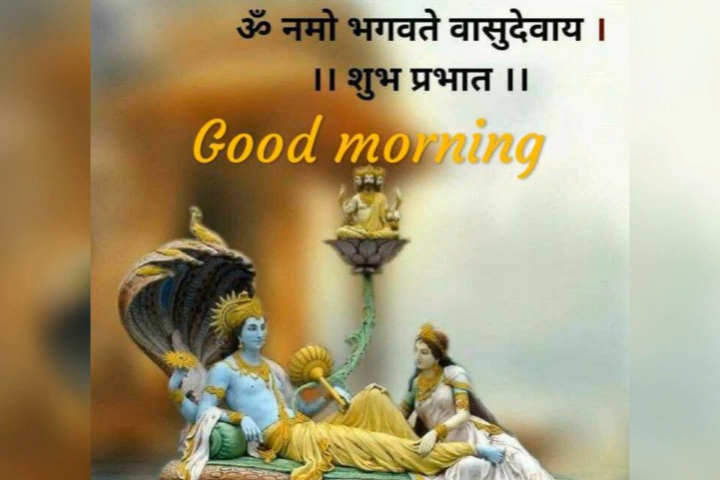 ॐ नमो भगवते वासुदेवाय ।
।। शुभ प्रभात ।।
Good morning